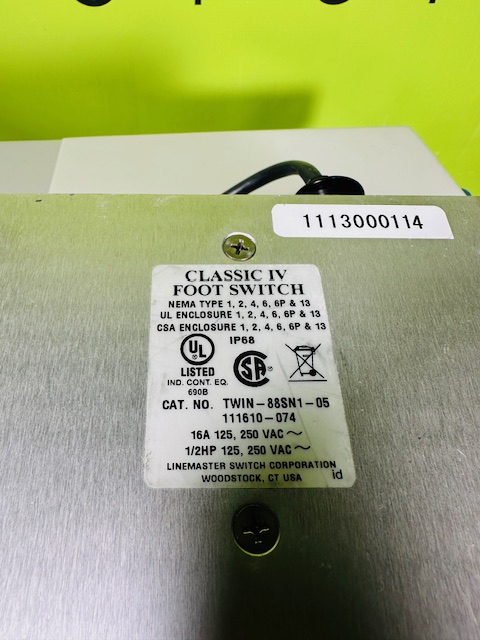 1113000114
CLASSIC IV
FOOT SWITCH
NEMA TYPE 1, 2, 4, 6, 6P & 13
UL ENCLOSURE 1, 2, 4, 6, 6P & 13
CSA ENCLOSURE 1, 2, 4, 6, 6P & 13
IP68
UL
LISTED
IND. CONT. EQ.
690B
CSA
CAT. NO. TWIN-88SN1-05
111610-074
16A 125, 250 VAC ~
1/2HP 125, 250 VAC ~
LINEMASTER SWITCH CORPORATION
WOODSTOCK, CT USA
id